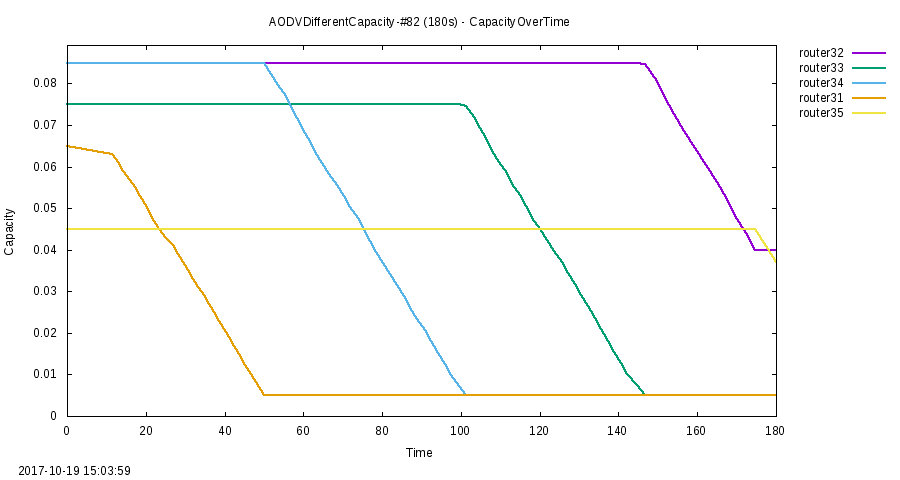 AODVDifferentCapacity-#82 (180s) - CapacityOverTime
router32
router33
router34
router31
router35
0.08
0.07
0.06
0.05
0.04
0.03
0.02
0.01
0
Capacity
0 20 40 60 80 100 120 140 160 180
Time
2017-10-19 15:03:59